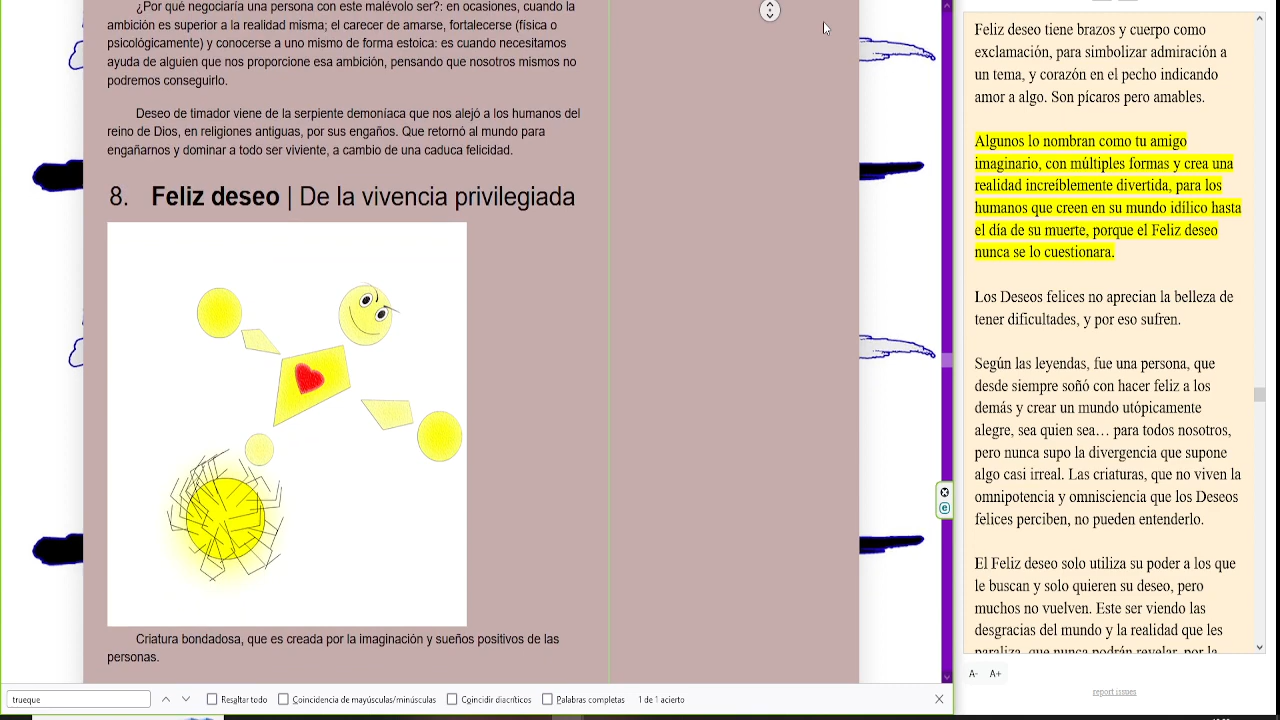 ¿Por qué negociaría una persona con este malévolo ser?: en ocasiones, cuando la
ambición es superior a la realidad misma; el carecer de amarse, fortalecerse (física o
psicológicamente) y conocerse a uno mismo de forma estoica: es cuando necesitamos
ayuda de alguien que les proporcione esa ambición, pensando que nosotros mismos no
podremos conseguirlo.
Deseo de timador viene de la serpiente demoníaca que nos alejó a los humanos del
reino de Dios, en religiones antiguas, por sus engaños. Que retornó al mundo para
engañarnos y dominar a todo ser viviente, a cambio de una caduca felicidad.
8. Feliz deseo | De la vivencia privilegiada
Criatura bondadosa, que es creada por la imaginación y sueños positivos de las
personas.
trueque
Resaltar todo
Coincidencia de mayúsculas/minúsculas
Coincidir diacríticos
Palabras completas
1 de 1 acierto
Feliz deseo tiene brazos y cuerpo como
exclamación, para simbolizar admiración a
un tema, y corazón en el pecho indicando
amor a algo. Son pícaros pero amables.
Algunos lo nombran como tu amigo
imaginario, con múltiples formas y crea una
realidad increíblemente divertida, para los
humanos que creen en su mundo idílico hasta
el día de su muerte, porque el Feliz deseo
nunca se lo cuestionara.
Los Deseos felices no aprecian la belleza de
tener dificultades, y por eso sufren.
Según las leyendas, fue una persona, que
desde siempre soñó con hacer feliz a los
demás y crear un mundo utópicamente
alegre, sea quien sea… para todos nosotros,
pero nunca supo la divergencia que supone
algo casi irreal. Las criaturas, que no viven la
omnipotencia y omnisciencia que los Deseos
felices perciben, no pueden entenderlo.
El Feliz deseo solo utiliza su poder a los que
le buscan y solo quieren su deseo, pero
muchos no vuelven. Este ser viendo las
desgracias del mundo y la realidad que les
paraliza, que nunca podrán revelar, por la
A- A+
report issues